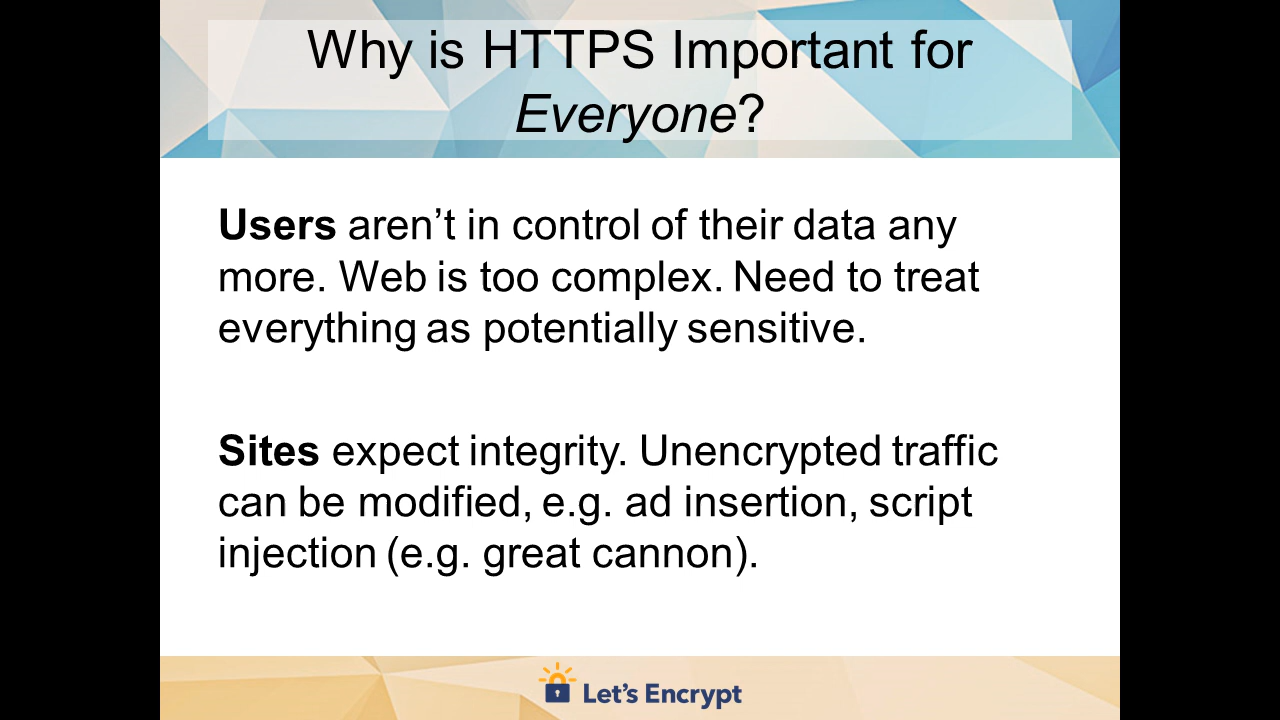 Why is HTTPS Important for
Everyone?
Users aren’t in control of their data any
more. Web is too complex. Need to treat
everything as potentially sensitive.
Sites expect integrity. Unencrypted traffic
can be modified, e.g. ad insertion, script
injection (e.g. great cannon).
Let’s Encrypt